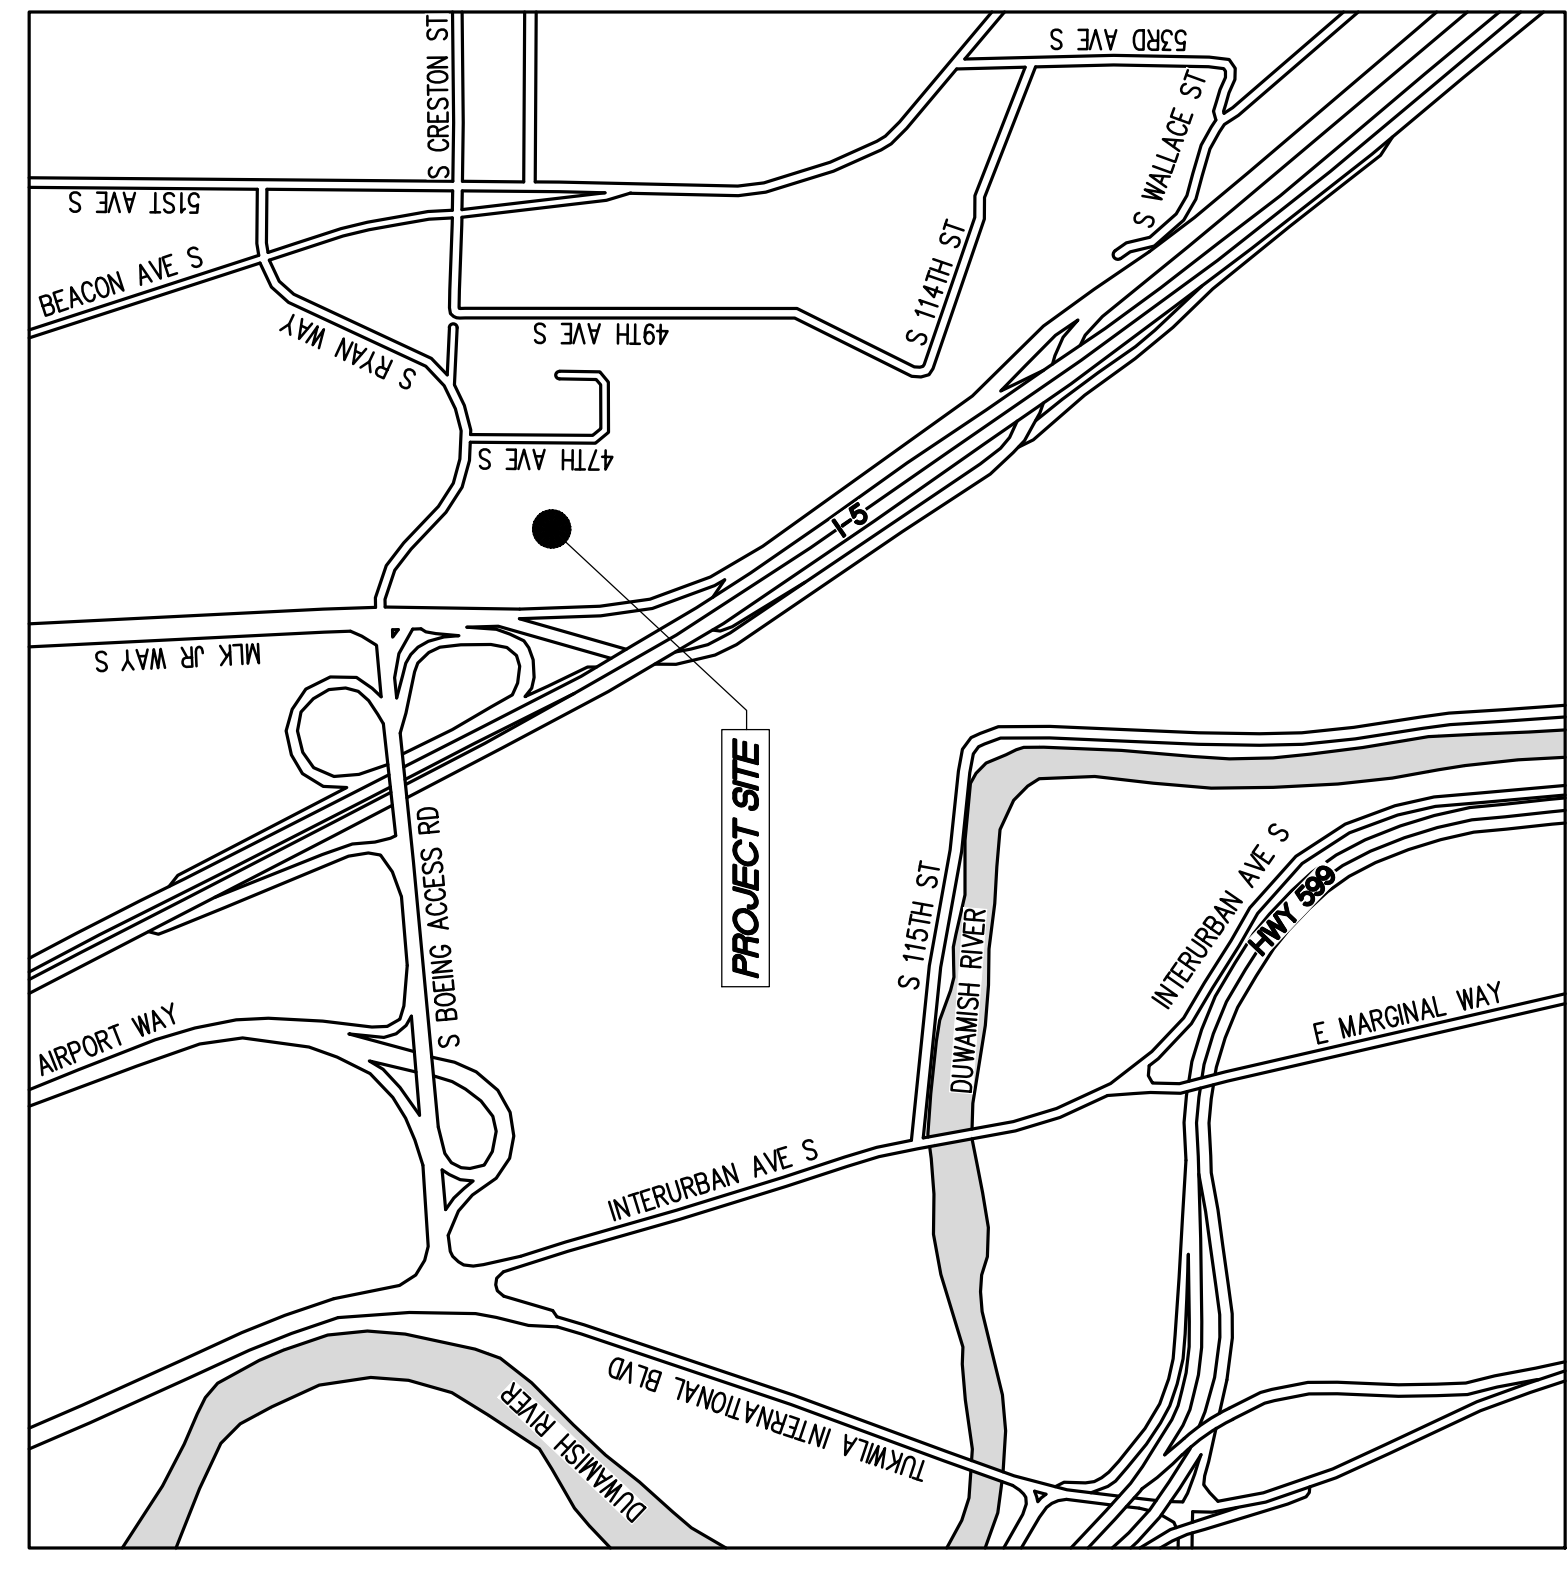 53RD AVE S
S CRESTON ST
S WALLACE ST
51ST AVE S
BEACON AVE S
S 114TH ST
S RYAN WAY
49TH AVE S
47TH AVE S
I-5
MLK JR WAY S
PROJECT SITE
S BOEING ACCESS RD
INTERURBAN AVE S
HWY 599
S 115TH ST
DUWAMISH RIVER
E MARGINAL WAY
AIRPORT WAY
INTERURBAN AVE S
TUKWILA INTERNATIONAL BLVD
DUWAMISH RIVER